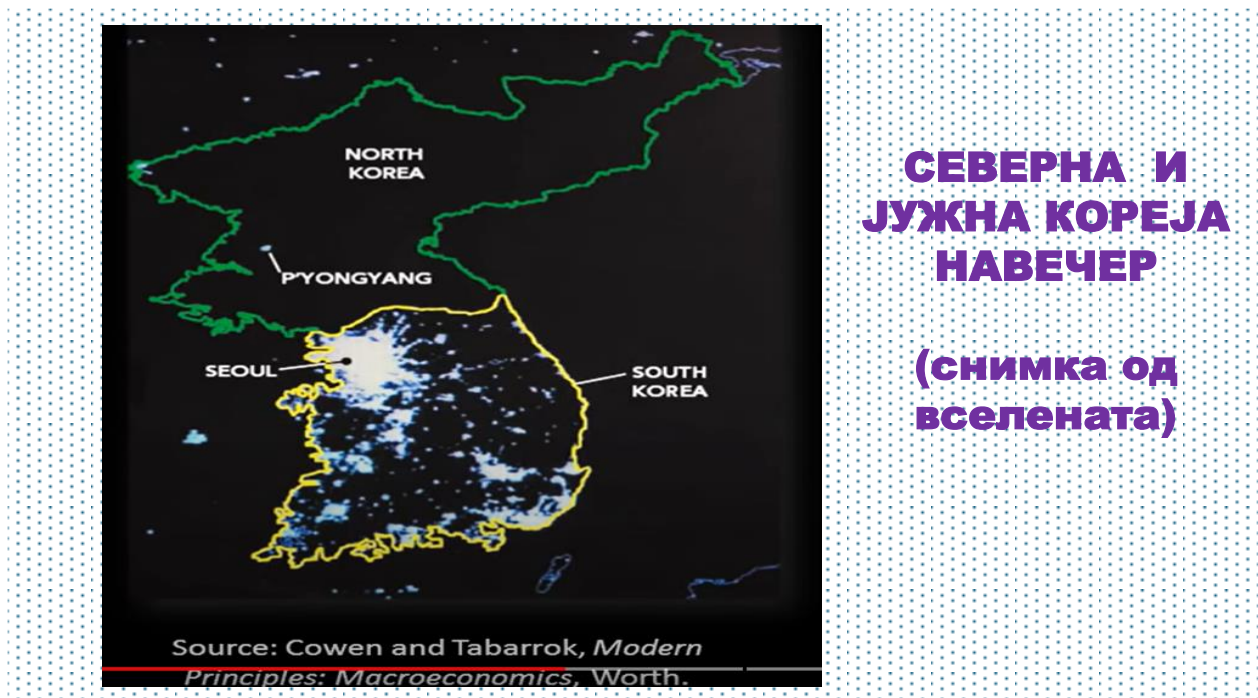 NORTH
KOREA
P'YONGYANG
SEOUL
SOUTH
KOREA
Source: Cowen and Tabarrok, Modern
Principles: Macroeconomics, Worth.
СЕВЕРНА И
ЈУЖНА КОРЕЈА
НАВЕЧЕР
(снимка од
вселената)